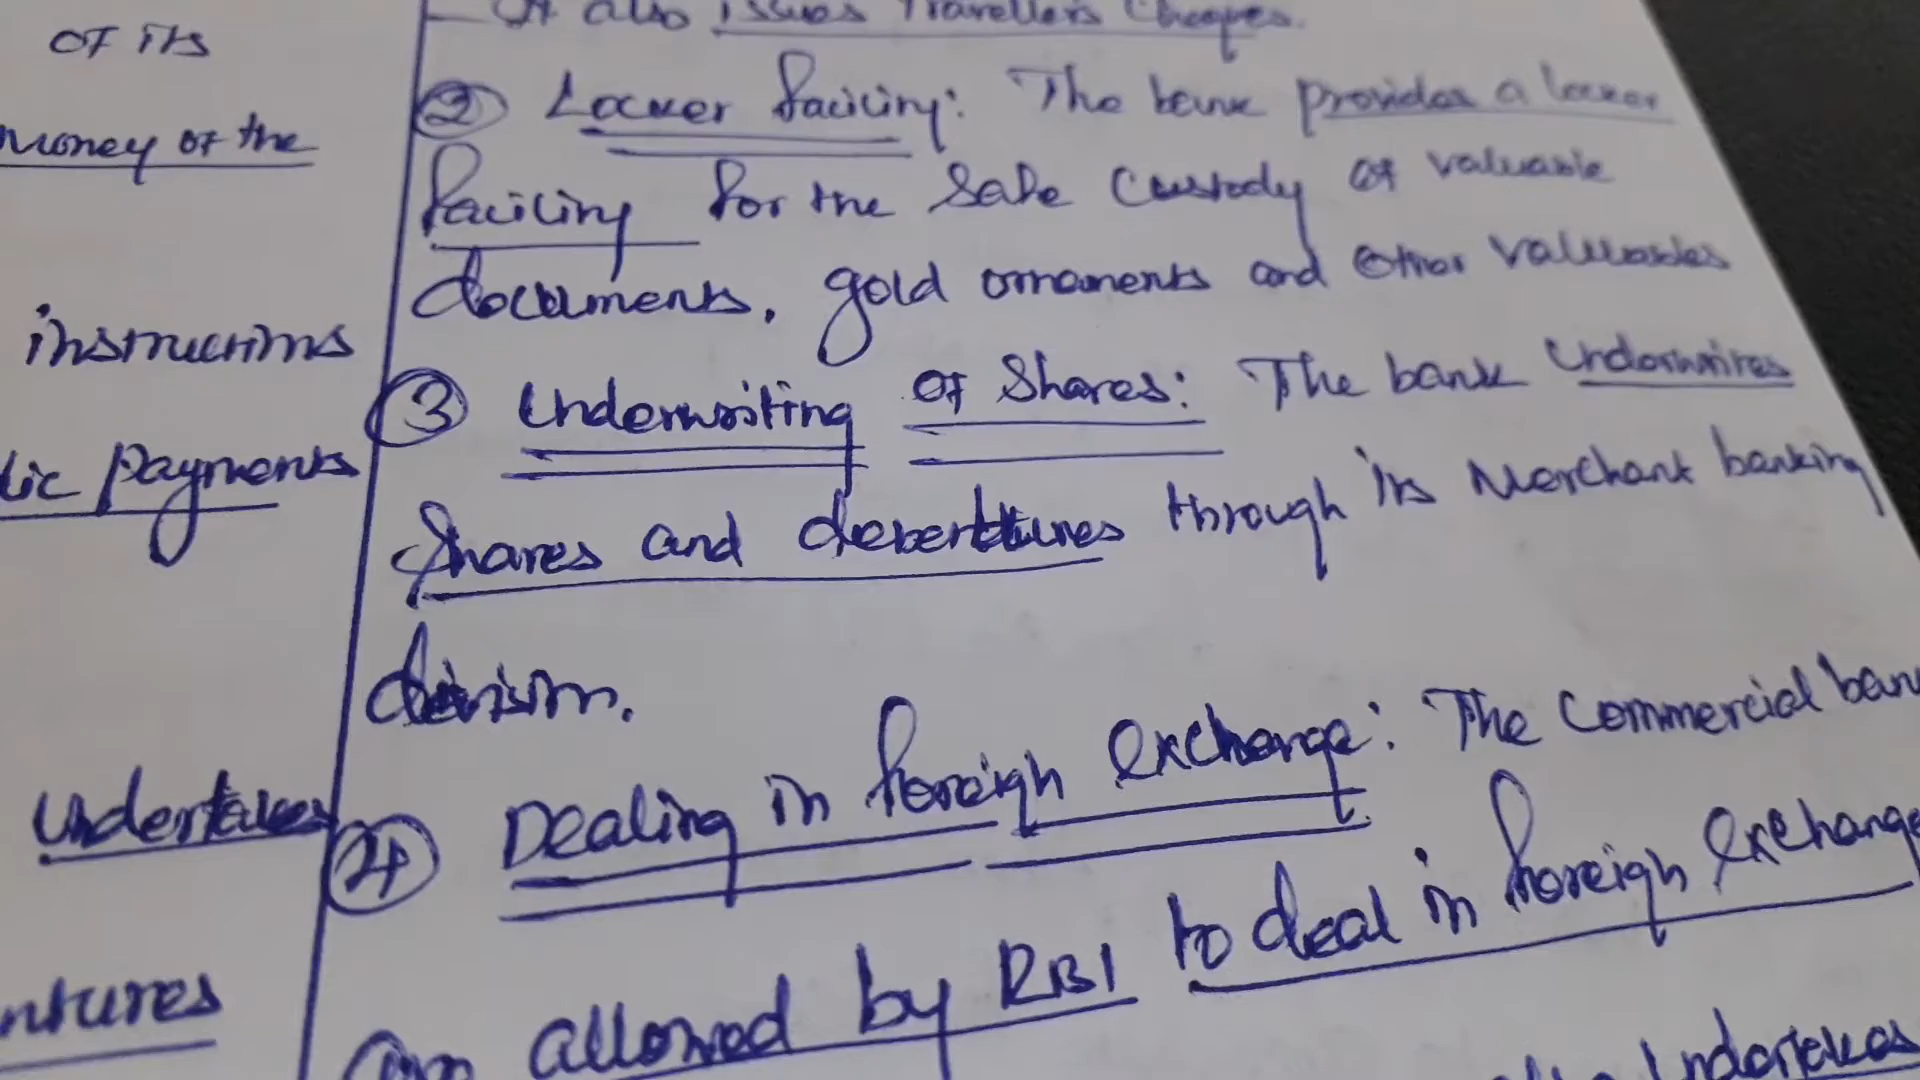 of its
Money of the
instructions
lic payments
undertakes
ntures
It also issues Travellers Cheques.
② Locker facility: The bank provides a locker
facility for the safe custody of valuable
documents, gold ornaments and other valuables
③ Underwriting of Shares: The bank underwrites
Shares and debentures through its Merchant banking
division.
④ Dealing in foreign exchange: The Commercial ban
are allowed by RBI to deal in foreign exchange
undertakes